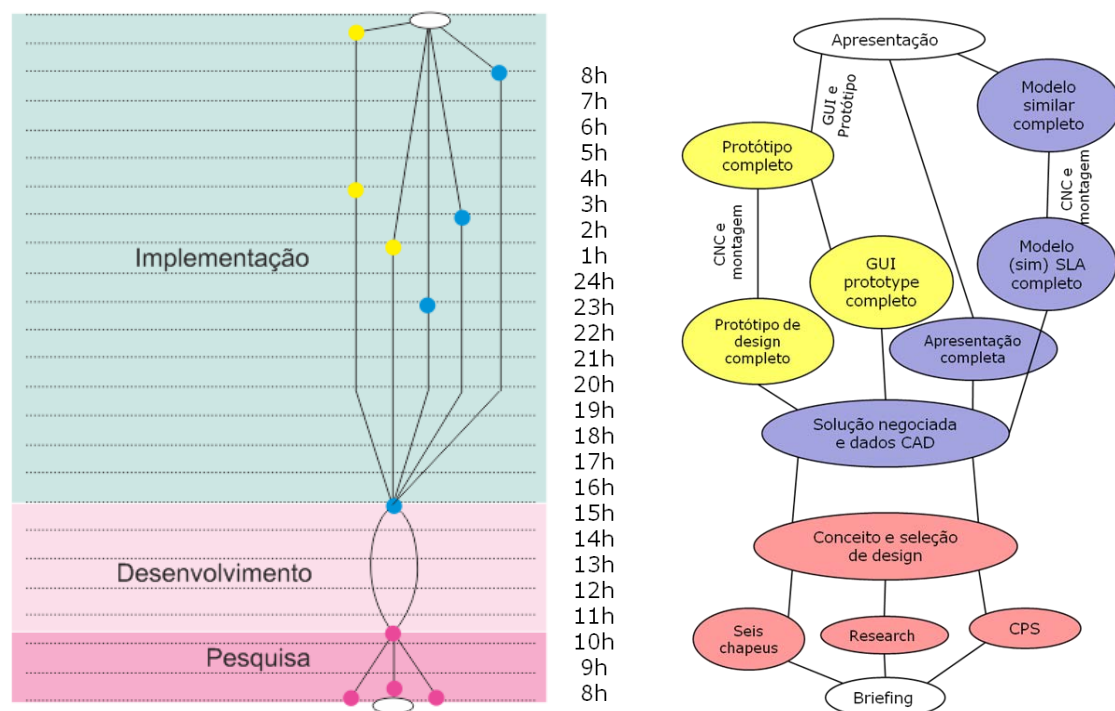 Implementação
Desenvolvimento
Pesquisa
8h
7h
6h
5h
4h
3h
2h
1h
24h
23h
22h
21h
20h
19h
18h
17h
16h
15h
14h
13h
12h
11h
10h
9h
8h
Apresentação
GUI e
Protótipo
Modelo
similar
completo
Protótipo
completo
CNC e
montagem
CNC e
montagem
Modelo
(sim) SLA
completo
GUI
prototype
completo
Protótipo de
design
completo
Apresentação
completa
Solução negociada
e dados CAD
Conceito e seleção
de design
Seis
chapeus
Research
CPS
Briefing